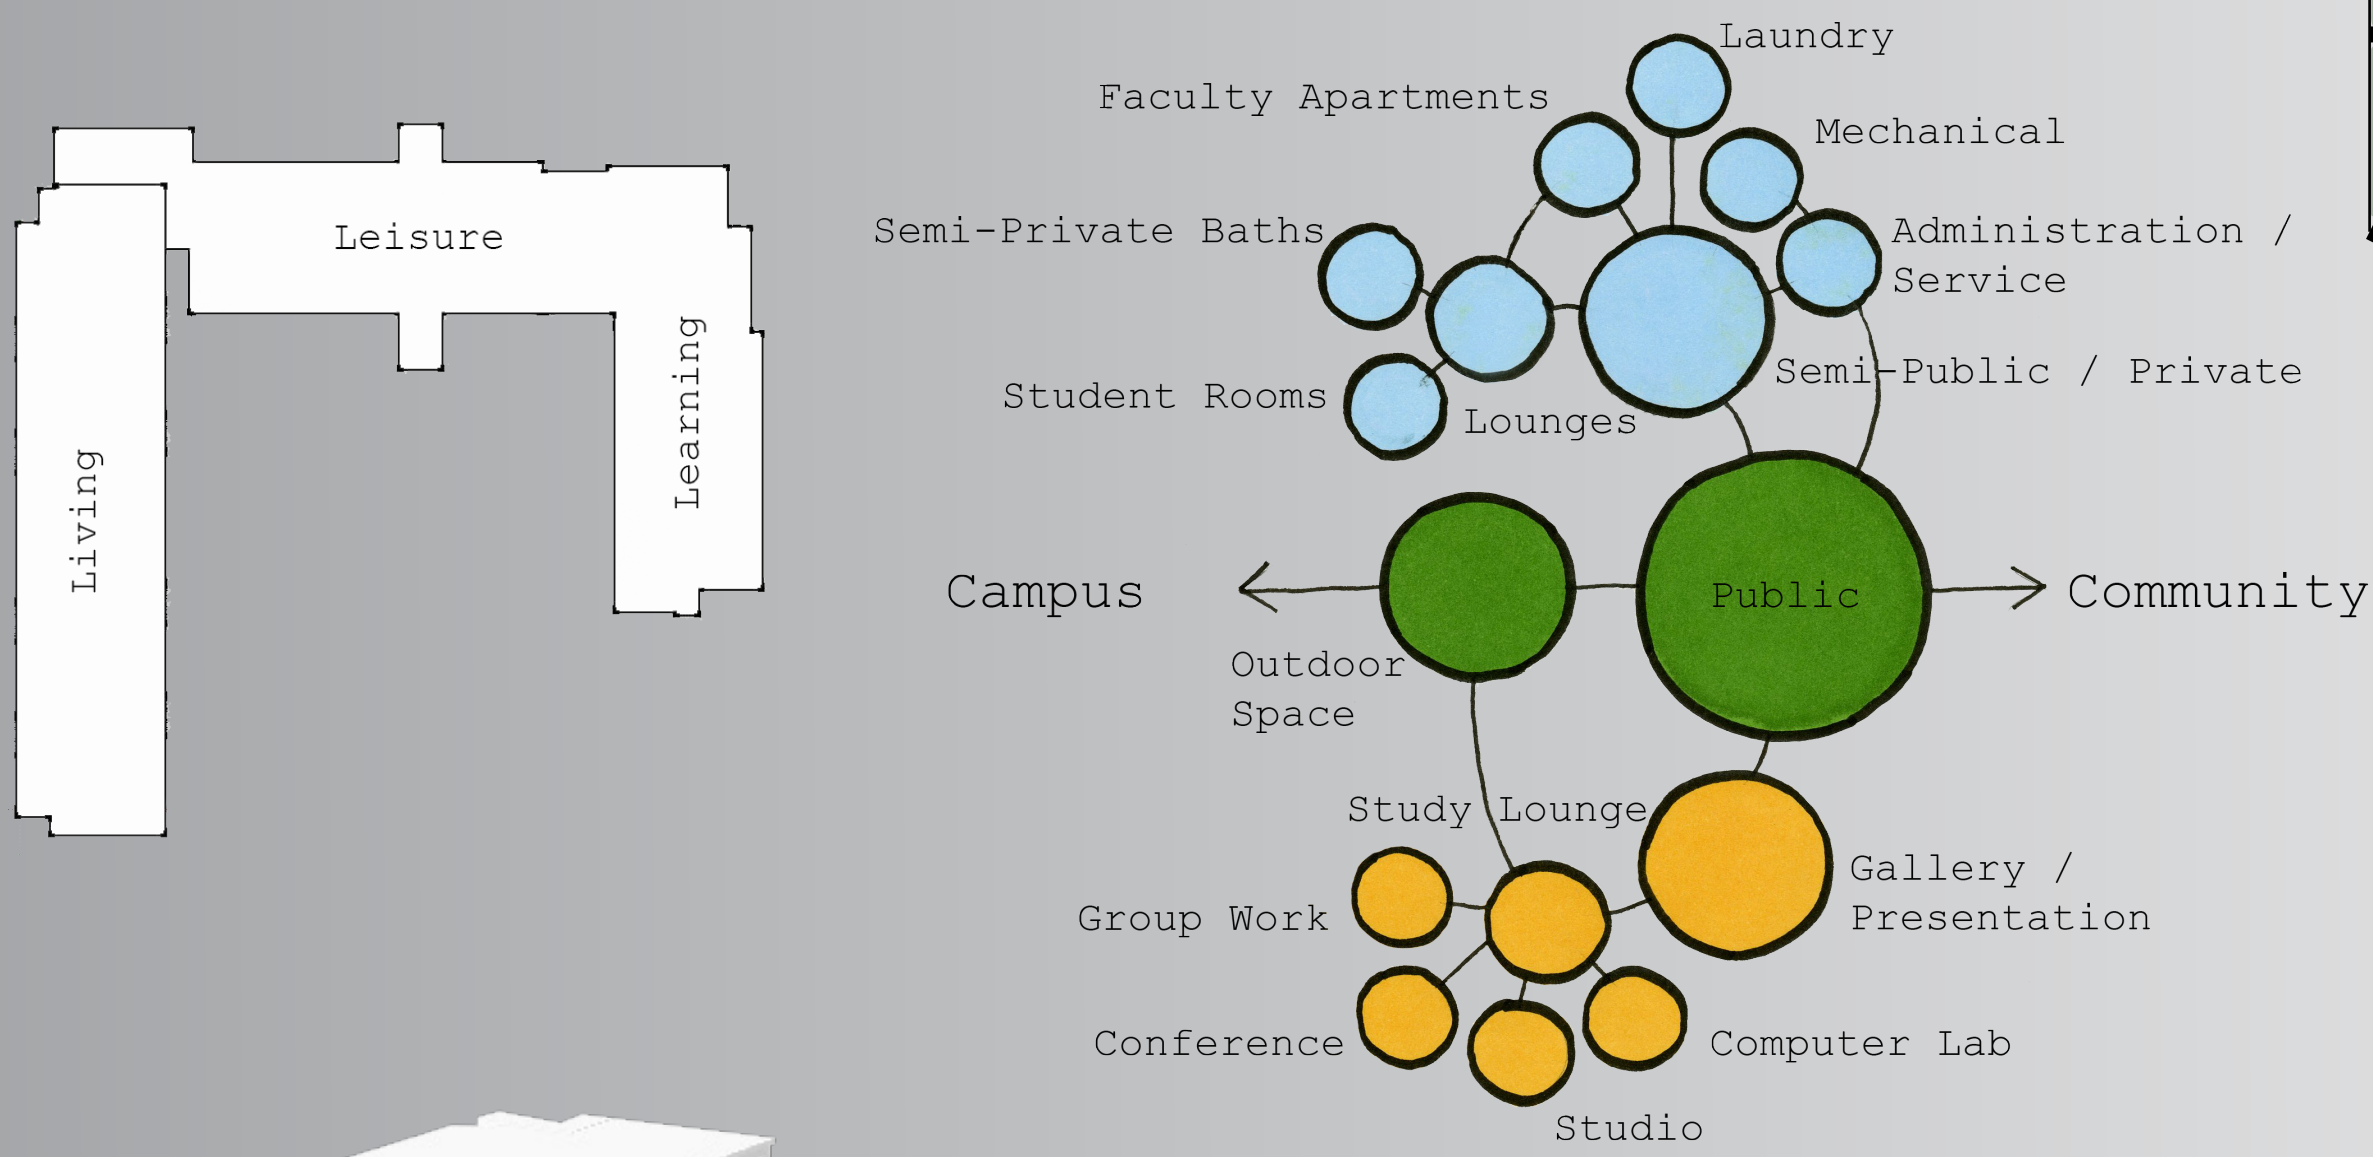 Leisure
Living
Learning
Laundry
Faculty Apartments
Mechanical
Semi-Private Baths
Administration /
Service
Semi-Public / Private
Student Rooms
Lounges
Campus
Public
Community
Outdoor
Space
Study Lounge
Gallery /
Presentation
Group Work
Conference
Computer Lab
Studio